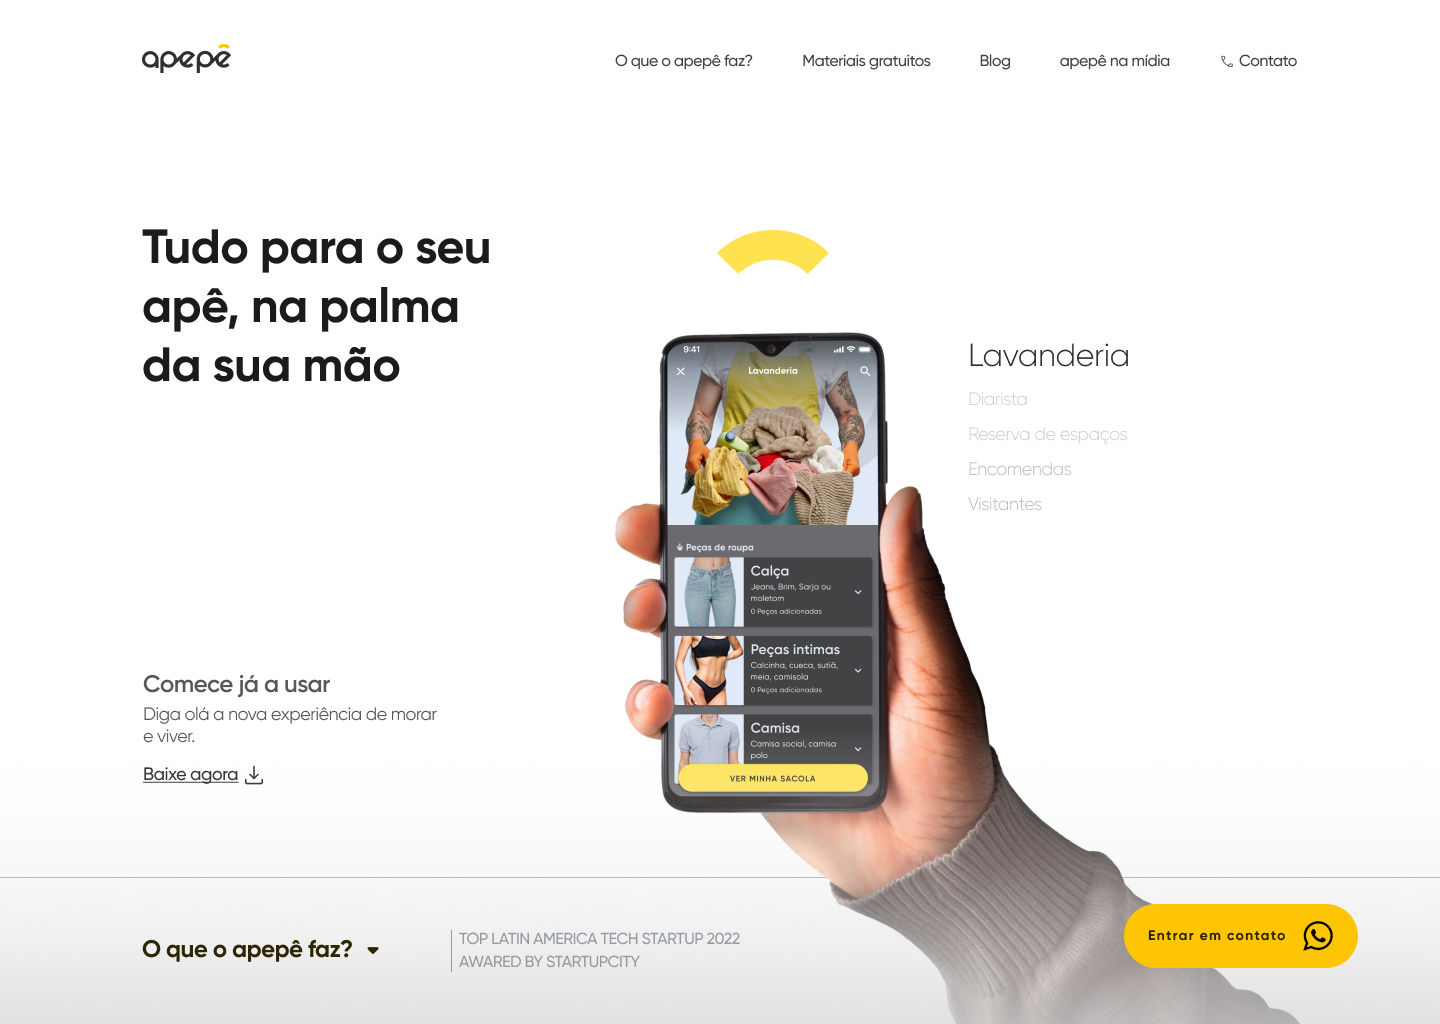 apepê
O que o apepê faz?
Materiais gratuitos
Blog
apepê na mídia
Contato
Tudo para o seu
apê, na palma
da sua mão
9:41
Lavanderia
Peças de roupa
Calça
Jeans, Brim, Sarja ou
moletom
0 Peças adicionadas
Peças intimas
Calcinha, cueca, sutiã,
meia, camisola
0 Peças adicionadas
Camisa
Camisa social, camisa
polo
VER MINHA SACOLA
Lavanderia
Diarista
Reserva de espaços
Encomendas
Visitantes
Comece já a usar
Diga olá a nova experiência de morar
e viver.
Baixe agora
O que o apepê faz?
TOP LATIN AMERICA TECH STARTUP 2022
AWARED BY STARTUPCITY
Entrar em contato